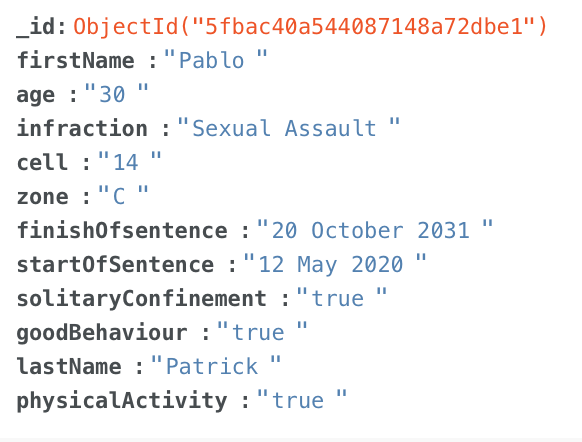 _id: ObjectId("5fbac40a544087148a72dbe1")
firstName : "Pablo "
age : "30 "
infraction : "Sexual Assault "
cell : "14 "
zone : "C "
finishOfsentence : "20 October 2031 "
startOfSentence : "12 May 2020 "
solitaryConfinement : "true "
goodBehaviour : "true "
lastName : "Patrick "
physicalActivity : "true "